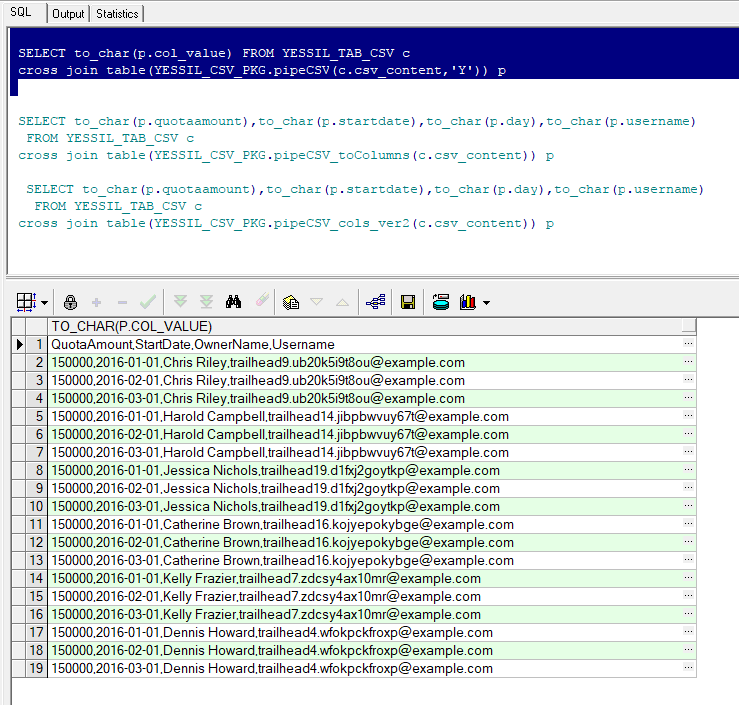 SQL Output Statistics
SELECT to_char(p.col_value) FROM YESSIL_TAB_CSV c
cross join table(YESSIL_CSV_PKG.pipeCSV(c.csv_content,'Y')) p
SELECT to_char(p.quotaamount),to_char(p.startdate),to_char(p.day),to_char(p.username)
FROM YESSIL_TAB_CSV c
cross join table(YESSIL_CSV_PKG.pipeCSV_toColumns(c.csv_content)) p
SELECT to_char(p.quotaamount),to_char(p.startdate),to_char(p.day),to_char(p.username)
FROM YESSIL_TAB_CSV c
cross join table(YESSIL_CSV_PKG.pipeCSV_cols_ver2(c.csv_content)) p
TO_CHAR(P.COL_VALUE)
1 QuotaAmount,StartDate,OwnerName,Username ...
2 150000,2016-01-01,Chris Riley,trailhead9.ub20k5i9t8ou@example.com ...
3 150000,2016-02-01,Chris Riley,trailhead9.ub20k5i9t8ou@example.com ...
4 150000,2016-03-01,Chris Riley,trailhead9.ub20k5i9t8ou@example.com ...
5 150000,2016-01-01,Harold Campbell,trailhead14.jibpbwvuy67t@example.com ...
6 150000,2016-02-01,Harold Campbell,trailhead14.jibpbwvuy67t@example.com ...
7 150000,2016-03-01,Harold Campbell,trailhead14.jibpbwvuy67t@example.com ...
8 150000,2016-01-01,Jessica Nichols,trailhead19.d1fxj2goytkp@example.com ...
9 150000,2016-02-01,Jessica Nichols,trailhead19.d1fxj2goytkp@example.com ...
10 150000,2016-03-01,Jessica Nichols,trailhead19.d1fxj2goytkp@example.com ...
11 150000,2016-01-01,Catherine Brown,trailhead16.kojyepokybge@example.com ...
12 150000,2016-02-01,Catherine Brown,trailhead16.kojyepokybge@example.com ...
13 150000,2016-03-01,Catherine Brown,trailhead16.kojyepokybge@example.com ...
14 150000,2016-01-01,Kelly Frazier,trailhead7.zdcsy4ax10mr@example.com ...
15 150000,2016-02-01,Kelly Frazier,trailhead7.zdcsy4ax10mr@example.com ...
16 150000,2016-03-01,Kelly Frazier,trailhead7.zdcsy4ax10mr@example.com ...
17 150000,2016-01-01,Dennis Howard,trailhead4.wfokpckfroxp@example.com ...
18 150000,2016-02-01,Dennis Howard,trailhead4.wfokpckfroxp@example.com ...
19 150000,2016-03-01,Dennis Howard,trailhead4.wfokpckfroxp@example.com ...